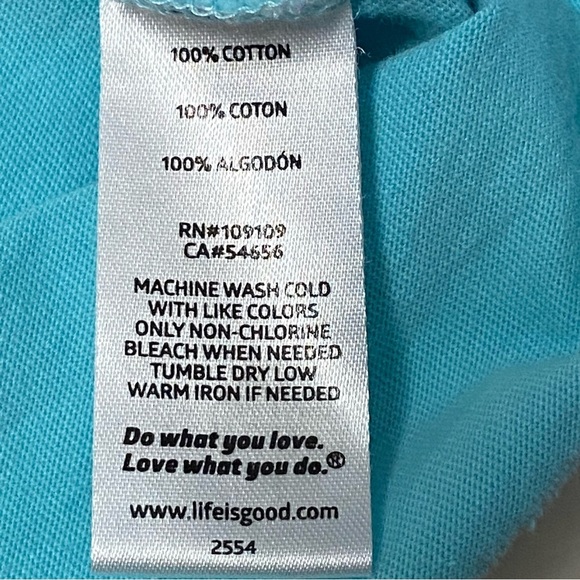 100% COTTON
100% COTON
100% ALGODÓN
RN#109109
CA#54656
MACHINE WASH COLD
WITH LIKE COLORS
ONLY NON-CHLORINE
BLEACH WHEN NEEDED
TUMBLE DRY LOW
WARM IRON IF NEEDED
Do what you love.
Love what you do.®
www.lifeisgood.com
2554